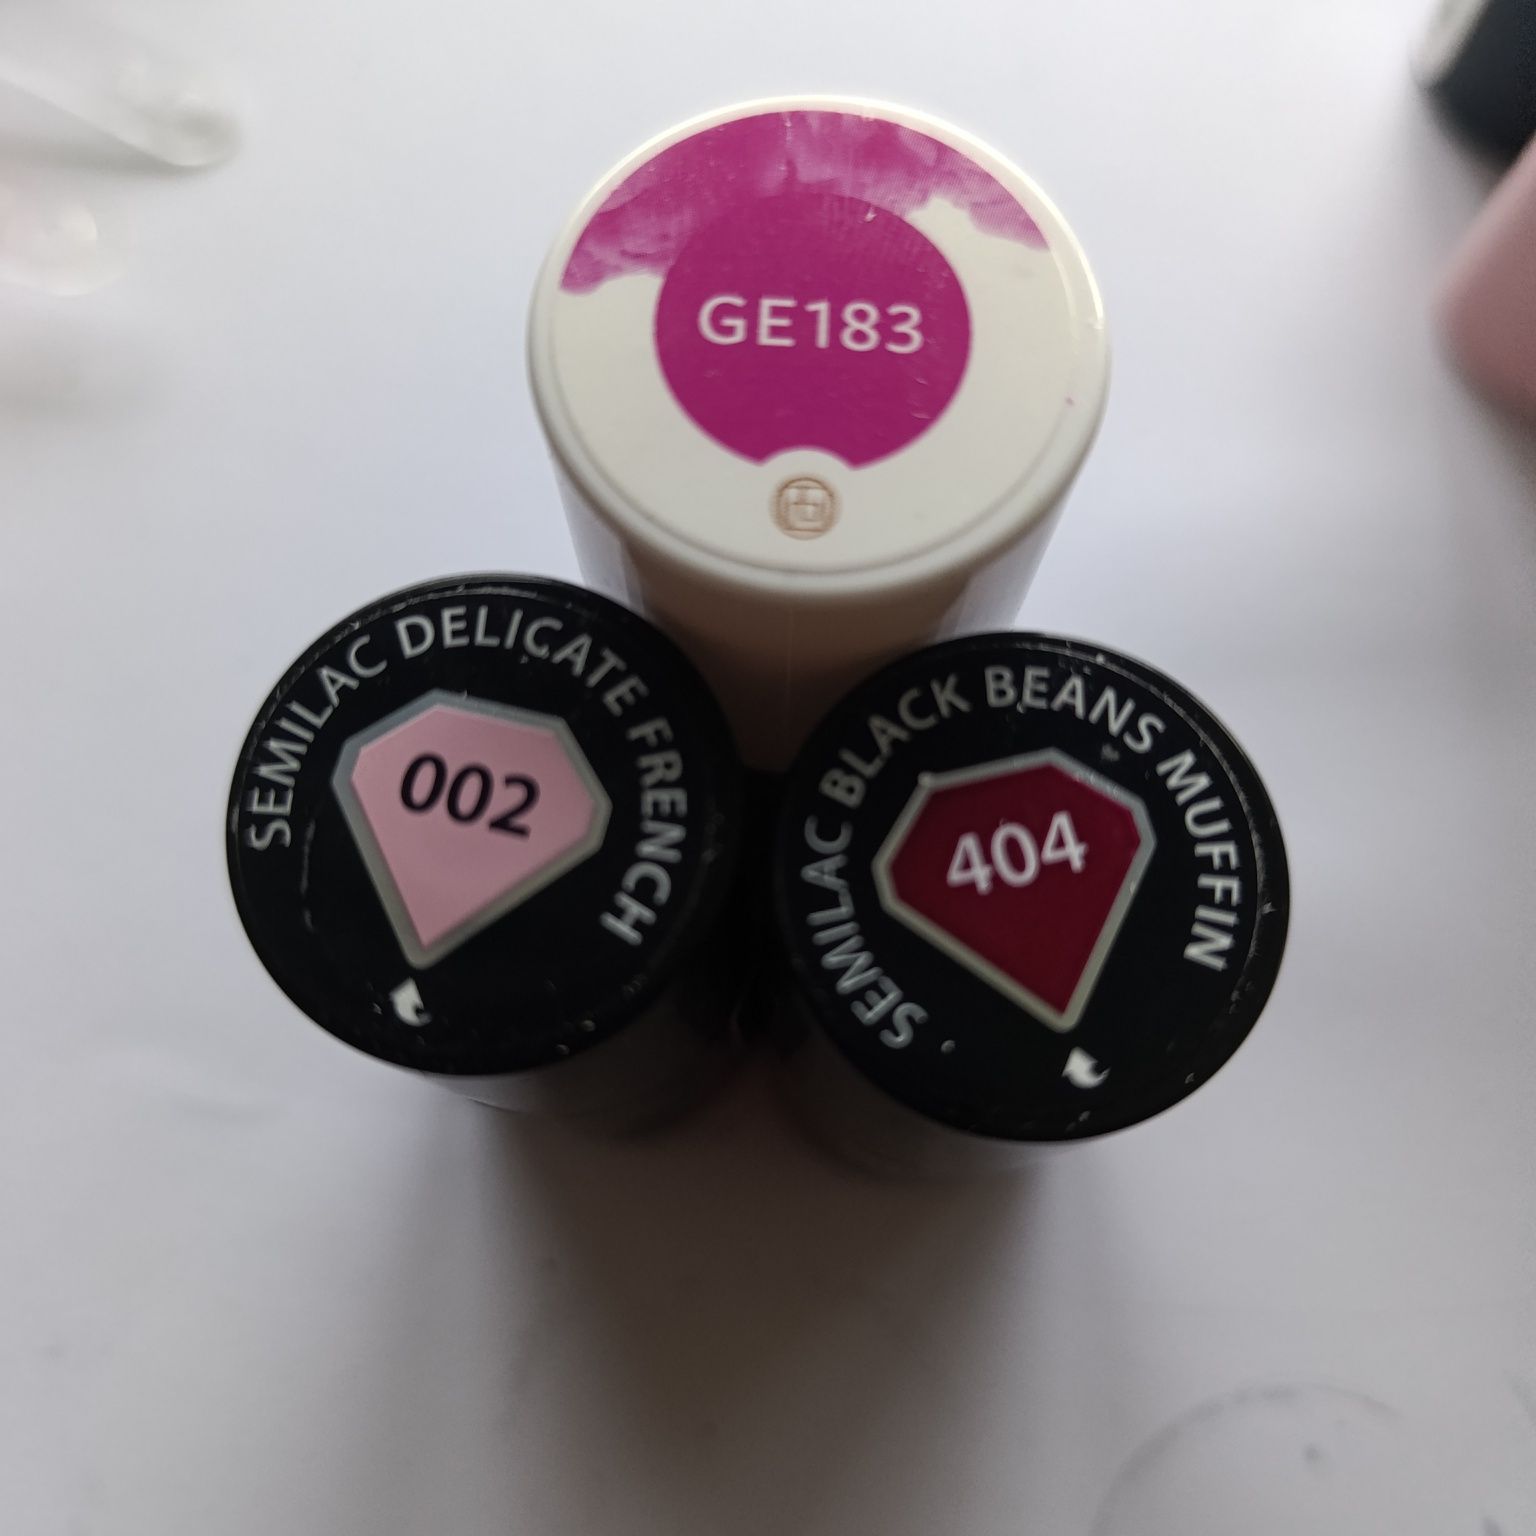 GE183
SEMILAC DELICATE FRENCH
002
SEMILAC BLACK BEANS MUFFIN
404